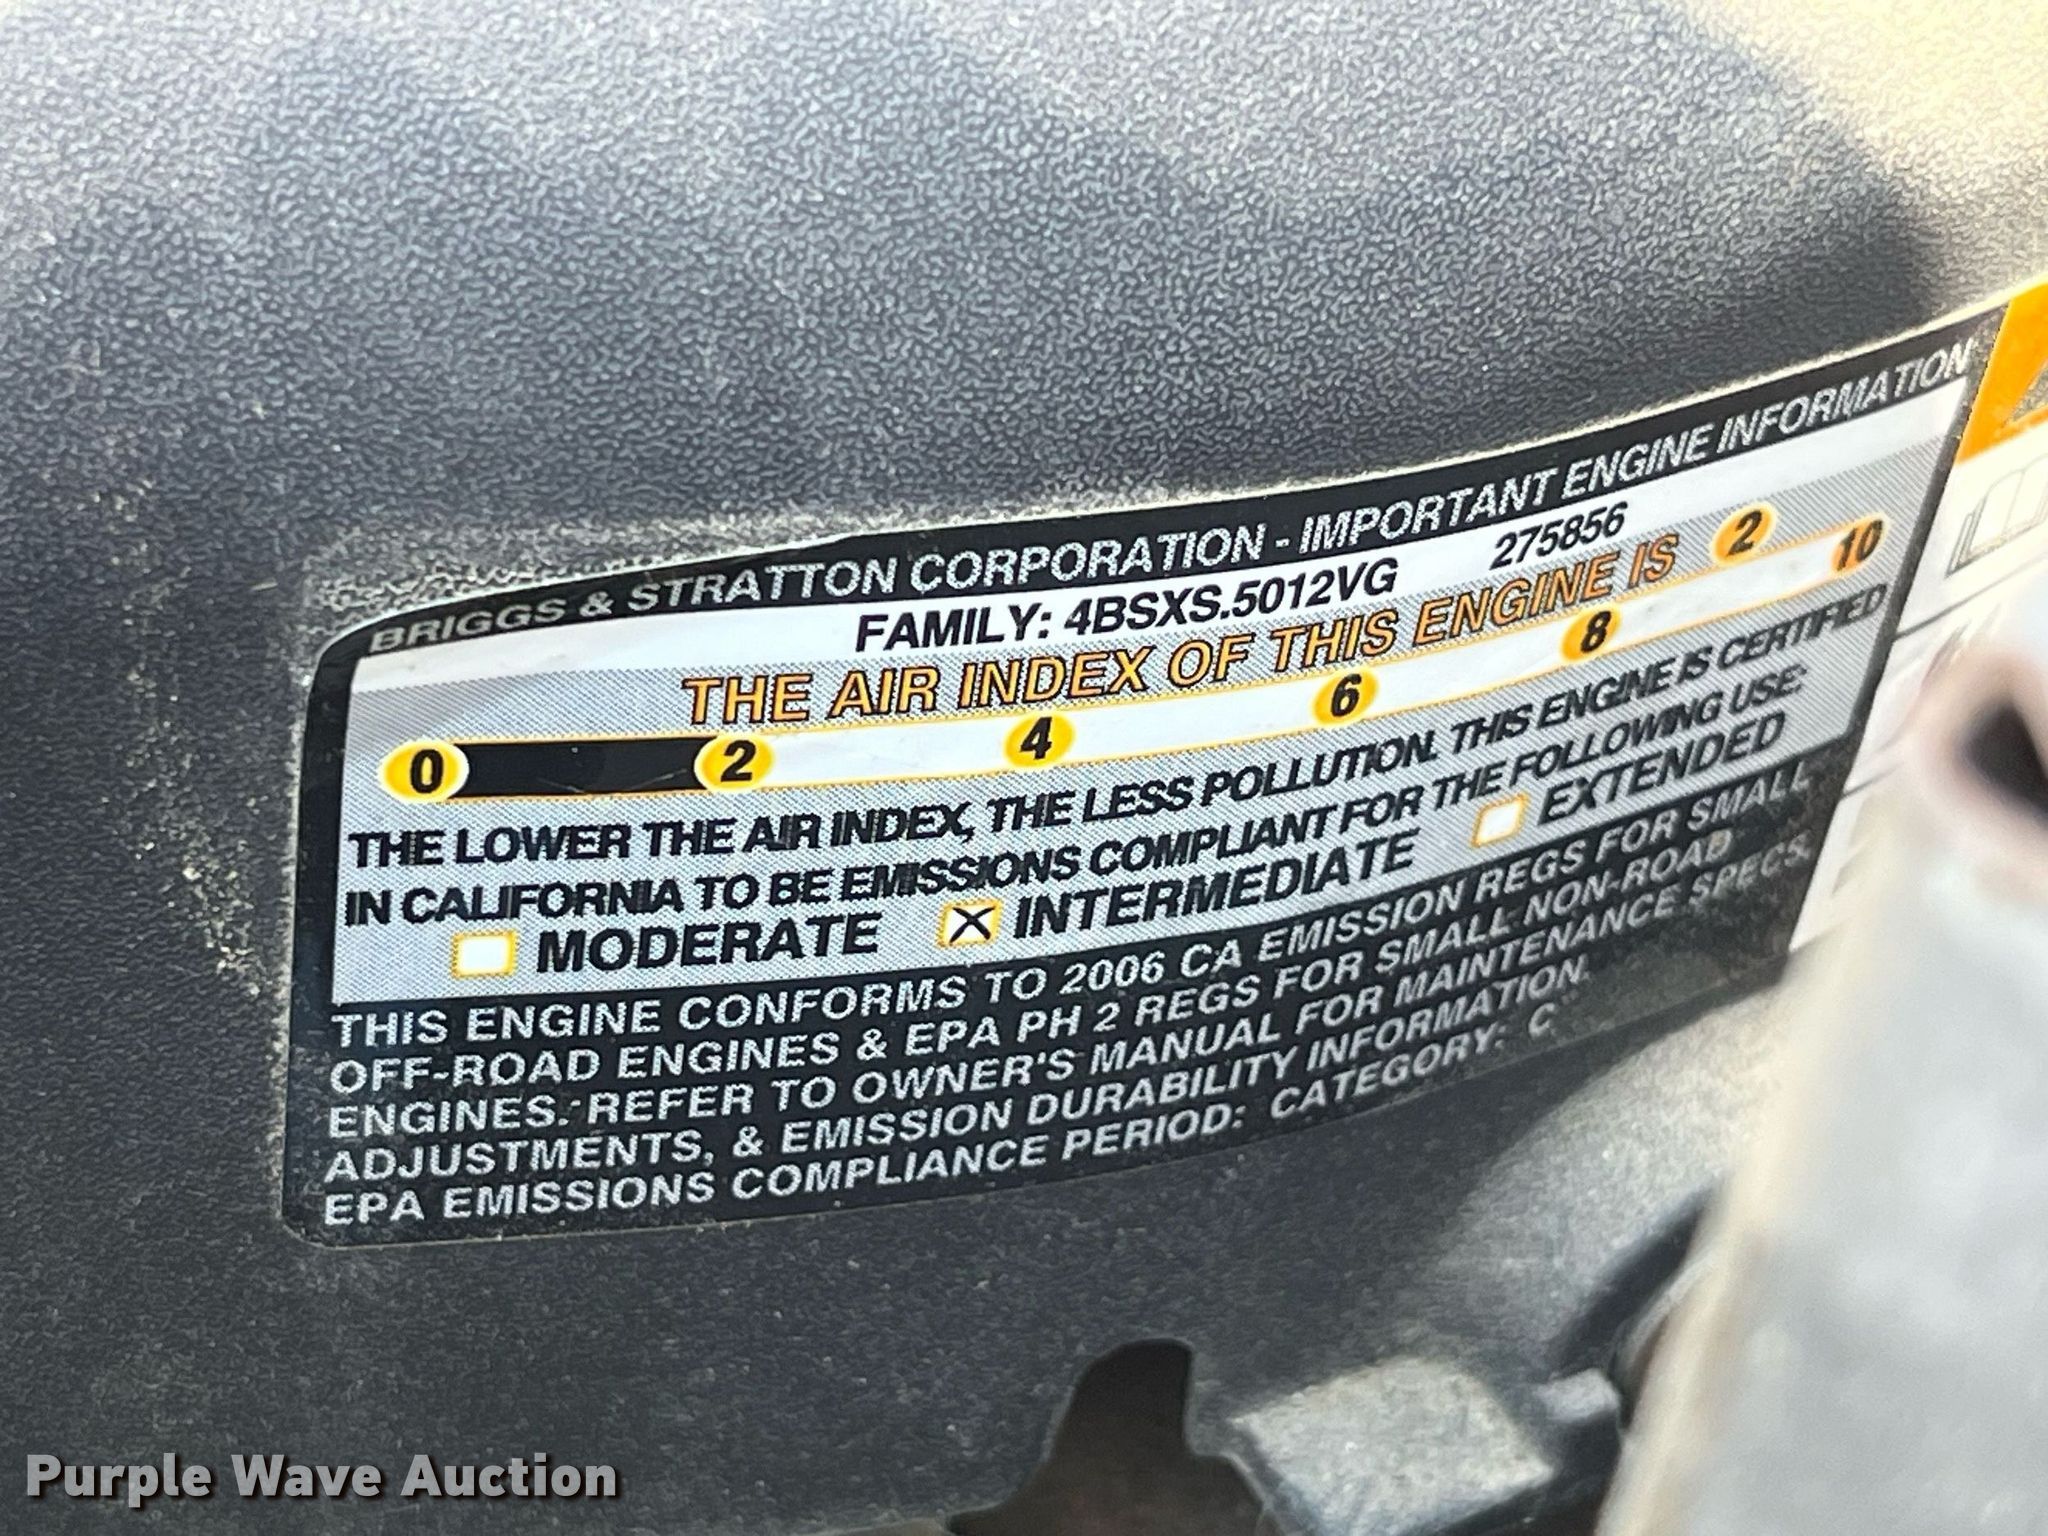 BRIGGS & STRATTON CORPORATION - IMPORTANT ENGINE INFORMATION
FAMILY: 4BSXS.5012VG 275856
THE AIR INDEX OF THIS ENGINE IS 2
0 2 4 6 8 10
THE LOWER THE AIR INDEX, THE LESS POLLUTION. THIS ENGINE IS CERTIFIED
IN CALIFORNIA TO BE EMISSIONS COMPLIANT FOR THE FOLLOWING USE:
MODERATE INTERMEDIATE EXTENDED
THIS ENGINE CONFORMS TO 2006 CA EMISSION REGS FOR SMALL
OFF-ROAD ENGINES & EPA PH 2 REGS FOR SMALL NON-ROAD
ENGINES. REFER TO OWNER'S MANUAL FOR MAINTENANCE SPECS.
ADJUSTMENTS, & EMISSION DURABILITY INFORMATION.
EPA EMISSIONS COMPLIANCE PERIOD: CATEGORY: C
Purple Wave Auction